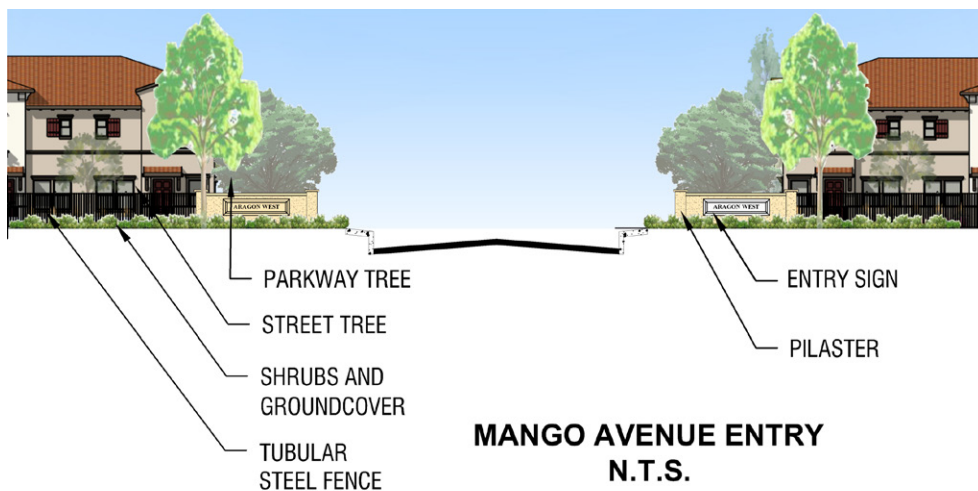 ARAGON WEST
ARAGON WEST
PARKWAY TREE
STREET TREE
SHRUBS AND
GROUNDCOVER
TUBULAR
STEEL FENCE
ENTRY SIGN
PILASTER
MANGO AVENUE ENTRY
N.T.S.